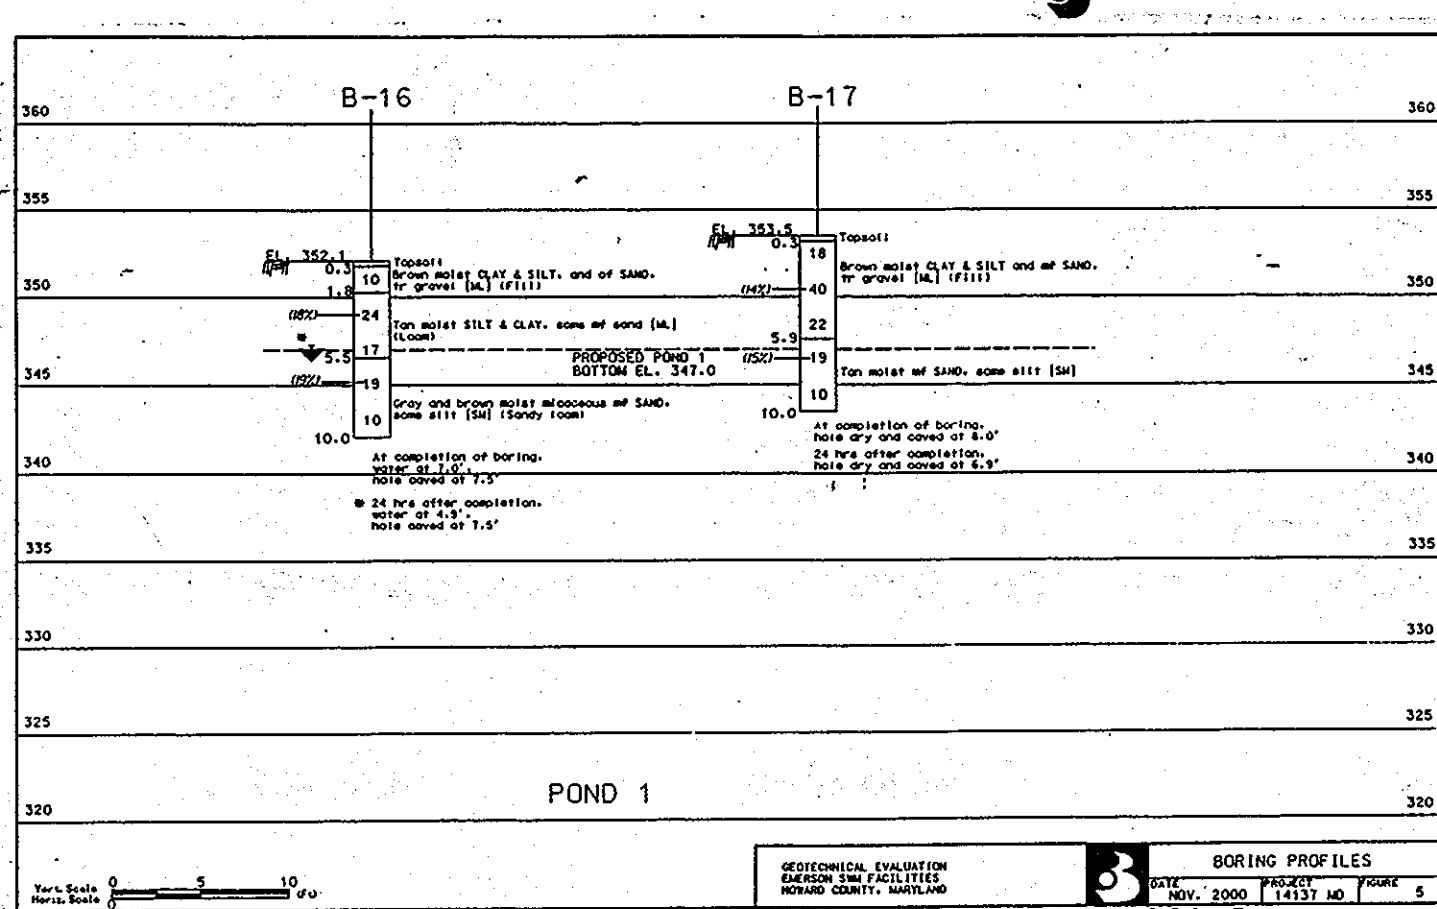 B-16
B-17
360
360
355
355
EL. 353.5
0.3
Topsoil
18
Brown moist CLAY & SILT and mf SAND,
tr gravel [ML] (Fill)
(14%)
40
22
5.9
(15%)
19
Tan moist mf SAND, some silt [SM]
10
10.0
At completion of boring,
hole dry and caved at 8.0'
24 hrs after completion,
hole dry and caved at 6.9'
EL. 352.1
0.3
Topsoil
10
Brown moist CLAY & SILT, and cf SAND,
tr gravel [ML] (Fill)
1.8
350
350
(18%)
24
Tan moist SILT & CLAY, some mf sand [ML]
(Loam)
17
5.5
PROPOSED POND 1
BOTTOM EL. 347.0
345
345
(19%)
19
Gray and brown moist micaceous mf SAND,
some silt [SM] (Sandy loam)
10
10.0
At completion of boring,
water at 7.0',
hole caved at 7.5'
* 24 hrs after completion,
water at 4.9',
hole caved at 7.5'
340
340
335
335
330
330
325
325
POND 1
320
320
Vert. Scale 0 5 10
Horiz. Scale 0
GEOTECHNICAL EVALUATION
EMERSON SWM FACILITIES
HOWARD COUNTY, MARYLAND
BORING PROFILES
DATE
NOV. 2000
PROJECT
14137 MD
FIGURE
5